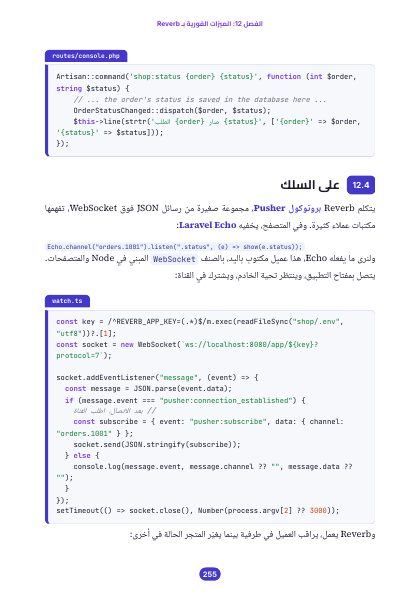 الفصل 12: الميزات الفورية بـ Reverb
routes/console.php
Artisan::command('shop:status {order} {status}', function (int $order,
string $status) {
    // ... the order's status is saved in the database here ...
    OrderStatusChanged::dispatch($order, $status);
    $this->line(strtr('الطلب {order} صار {status}', ['{order}' => $order,
'{status}' => $status]));
});
12.4 على السلك
يتكلم Reverb بروتوكول Pusher، مجموعة صغيرة من رسائل JSON فوق WebSocket، تفهمها
مكتبات عملاء كثيرة. وفي المتصفح، يخفيه Laravel Echo:
Echo.channel("orders.1001").listen(".status", (e) => show(e.status));
ولنرى ما يفعله Echo، هذا عميل مكتوب باليد، بالصنف WebSocket المبني في Node والمتصفحات.
يتصل بمفتاح التطبيق، وينتظر تحية الخادم، ويشترك في القناة:
watch.ts
const key = /^REVERB_APP_KEY=(.*)$/m.exec(readFileSync("shop/.env",
"utf8"))?.[1];
const socket = new WebSocket(`ws://localhost:8080/app/${key}?
protocol=7`);

socket.addEventListener("message", (event) => {
  const message = JSON.parse(event.data);
  if (message.event === "pusher:connection_established") {
    // بعد الاتصال، اطلب القناة
    const subscribe = { event: "pusher:subscribe", data: { channel:
"orders.1001" } };
    socket.send(JSON.stringify(subscribe));
  } else {
    console.log(message.event, message.channel ?? "", message.data ??
"");
  }
});
setTimeout(() => socket.close(), Number(process.argv[2] ?? 3000));
وReverb يعمل، يراقب العميل في طرفية بينما يغيّر المتجر الحالة في أخرى:
255